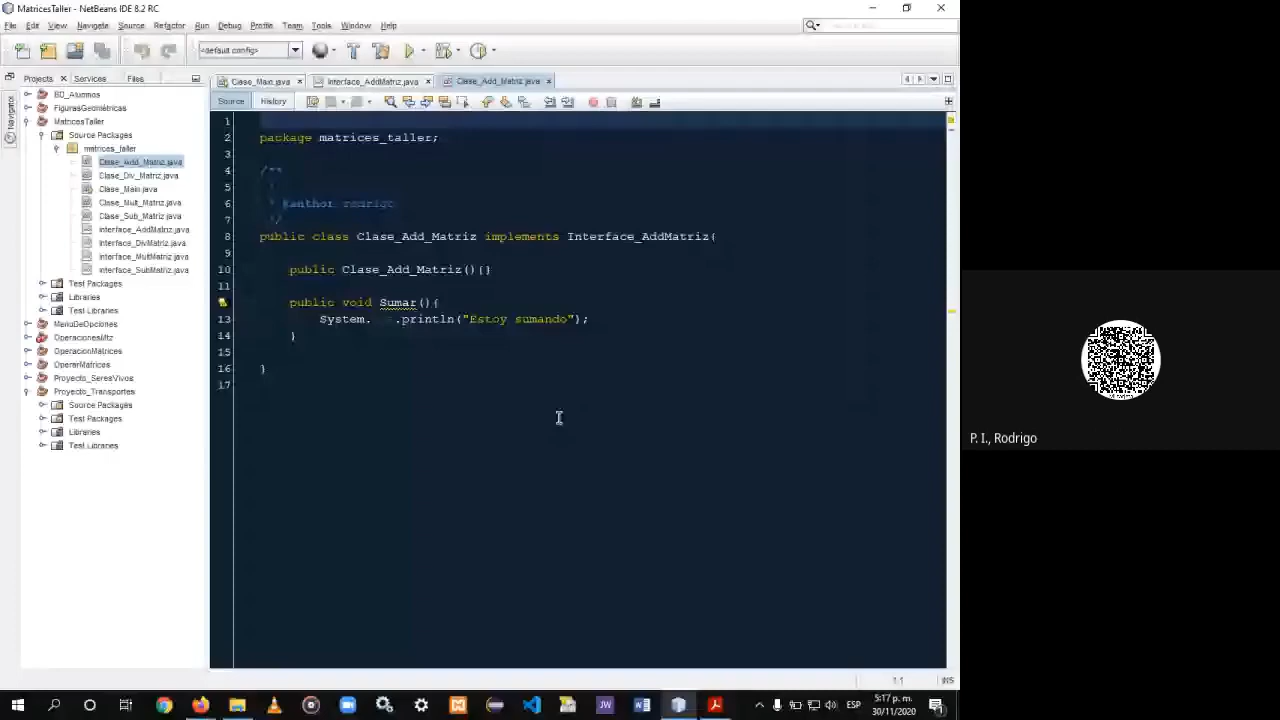 MatricesTaller - NetBeans IDE 8.2 RC
File Edit View Navigate Source Refactor Run Debug Profile Team Tools Window Help
<default config>
Projects Services Files
Clase_Main.java Interface_AddMatriz.java Clase_Add_Matriz.java
Source History
Navigator
BD_Alumnos
FigurasGeométricas
MatricesTaller
Source Packages
matrices_taller
Clase_Add_Matriz.java
Clase_Div_Matriz.java
Clase_Main.java
Clase_Mult_Matriz.java
Clase_Sub_Matriz.java
Interface_AddMatriz.java
Interface_DivMatriz.java
Interface_MultMatriz.java
Interface_SubMatriz.java
Test Packages
Libraries
Test Libraries
MenuDeOpciones
OperacionesMtz
OperacionMatrices
OperarMatrices
Proyecto_SeresVivos
Proyecto_Transportes
Source Packages
Test Packages
Libraries
Test Libraries
1
2 package matrices_taller;
3
4 /**
5 *
6 * @author rodrigo
7 */
8 public class Clase_Add_Matriz implements Interface_AddMatriz{
9
10 public Clase_Add_Matriz(){}
11
public void Sumar(){
13 System. .println("Estoy sumando");
14 }
15
16 }
17
1:1 INS
P. I., Rodrigo
JW
ESP
5:17 p. m.
30/11/2020